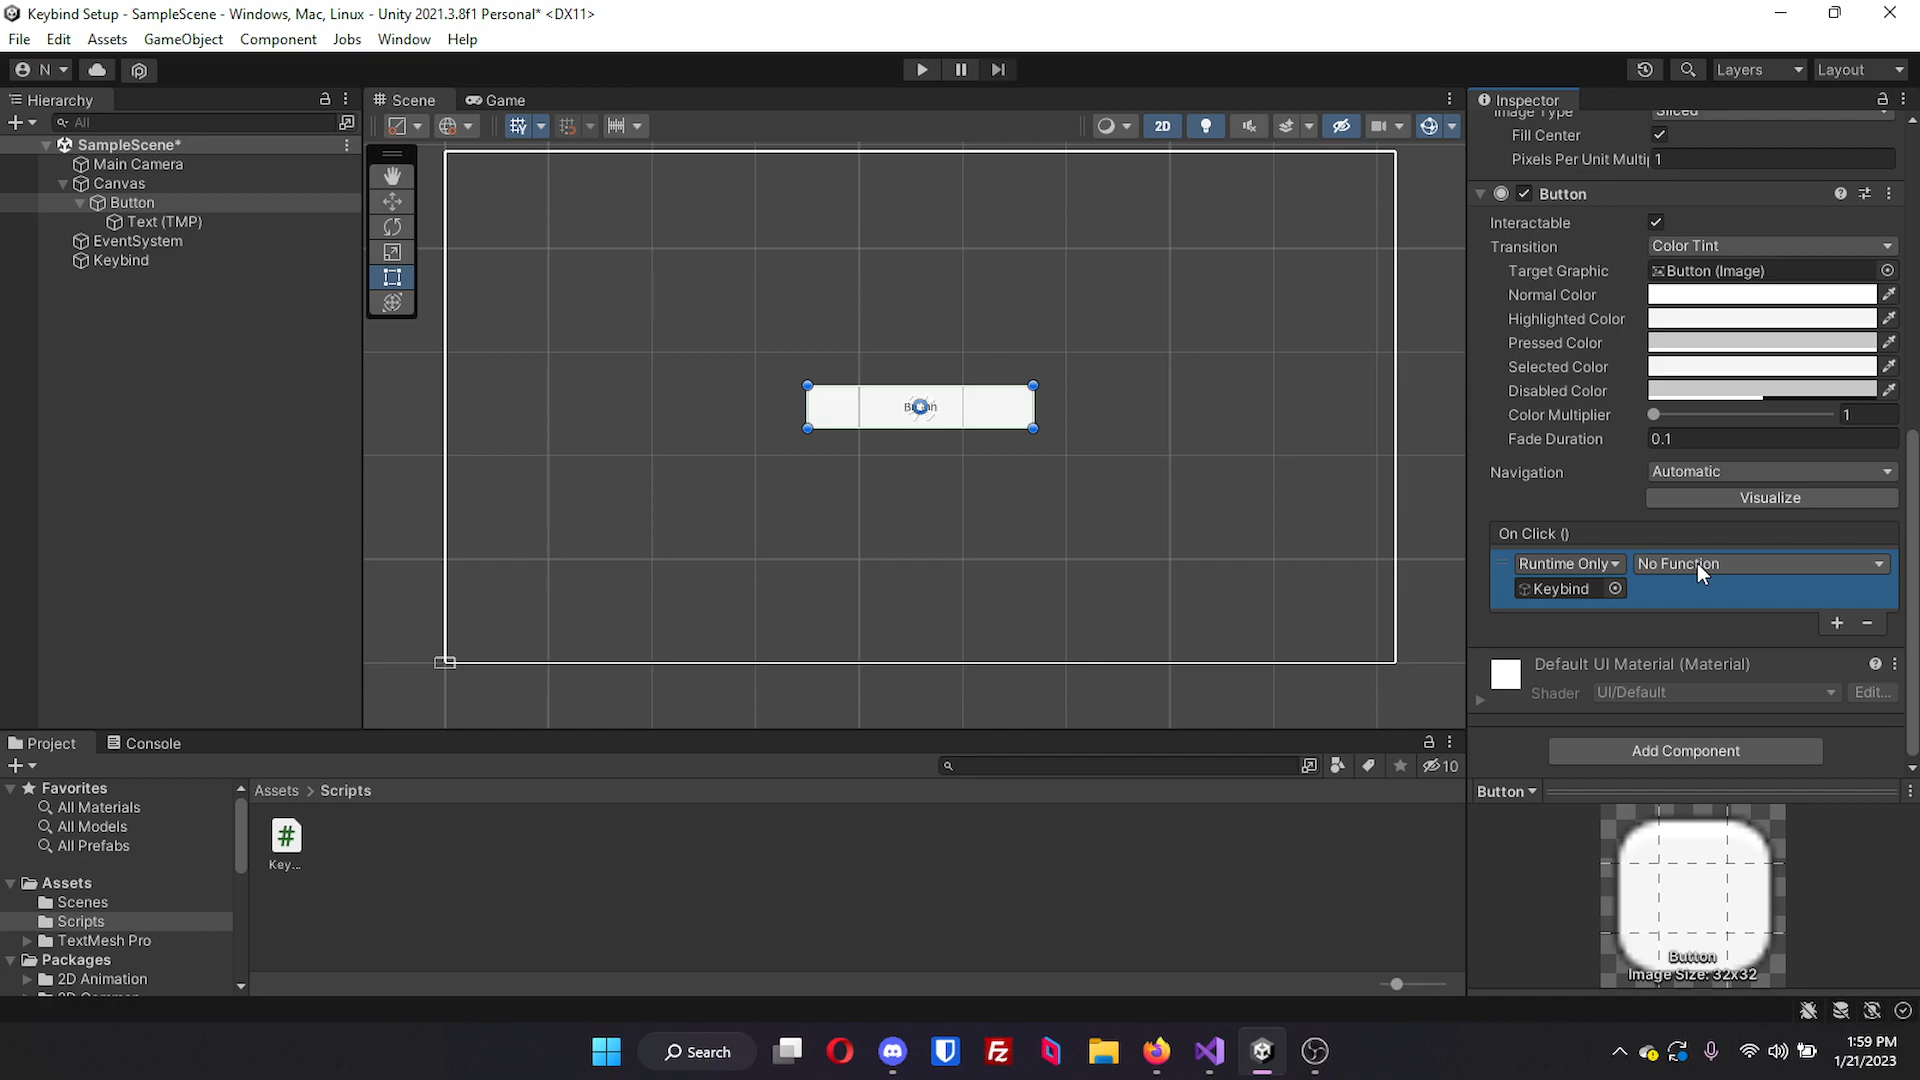 Keybind Setup - SampleScene - Windows, Mac, Linux - Unity 2021.3.8f1 Personal* <DX11>
File Edit Assets GameObject Component Jobs Window Help
N
Layers
Layout
Hierarchy
Scene
Game
Inspector
All
2D
SampleScene*
Main Camera
Canvas
Button
Text (TMP)
EventSystem
Keybind
Image Type Sliced
Fill Center
Pixels Per Unit Multi 1
Button
Interactable
Transition Color Tint
Target Graphic Button (Image)
Normal Color
Highlighted Color
Pressed Color
Selected Color
Disabled Color
Color Multiplier 1
Fade Duration 0.1
Navigation Automatic
Visualize
On Click ()
Runtime Only No Function
Keybind
+ -
Default UI Material (Material)
Shader UI/Default Edit...
Add Component
Button
Button
Image Size: 32x32
Project
Console
10
Favorites
All Materials
All Models
All Prefabs
Assets
Scenes
Scripts
TextMesh Pro
Packages
2D Animation
Assets > Scripts
#
Key...
Search
1:59 PM
1/21/2023